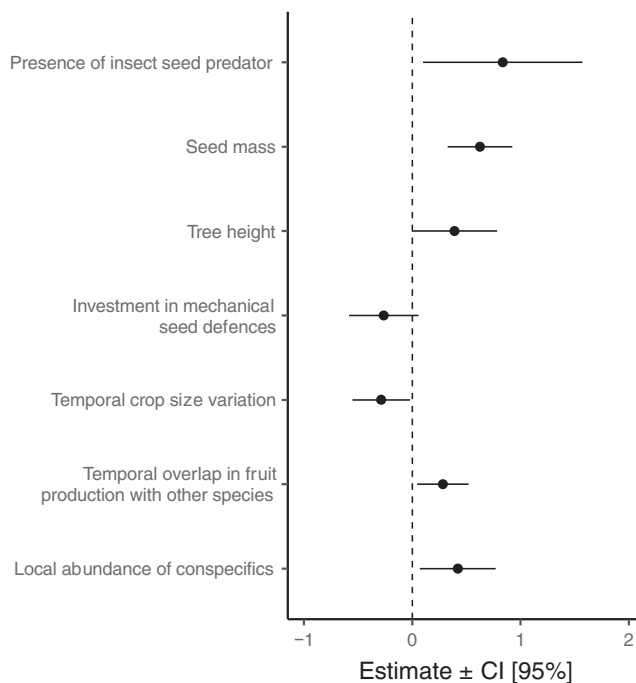 Presence of insect seed predator
Seed mass
Tree height
Investment in mechanical
seed defences
Temporal crop size variation
Temporal overlap in fruit
production with other species
Local abundance of conspecifics
−1 0 1 2
Estimate ± CI [95%]